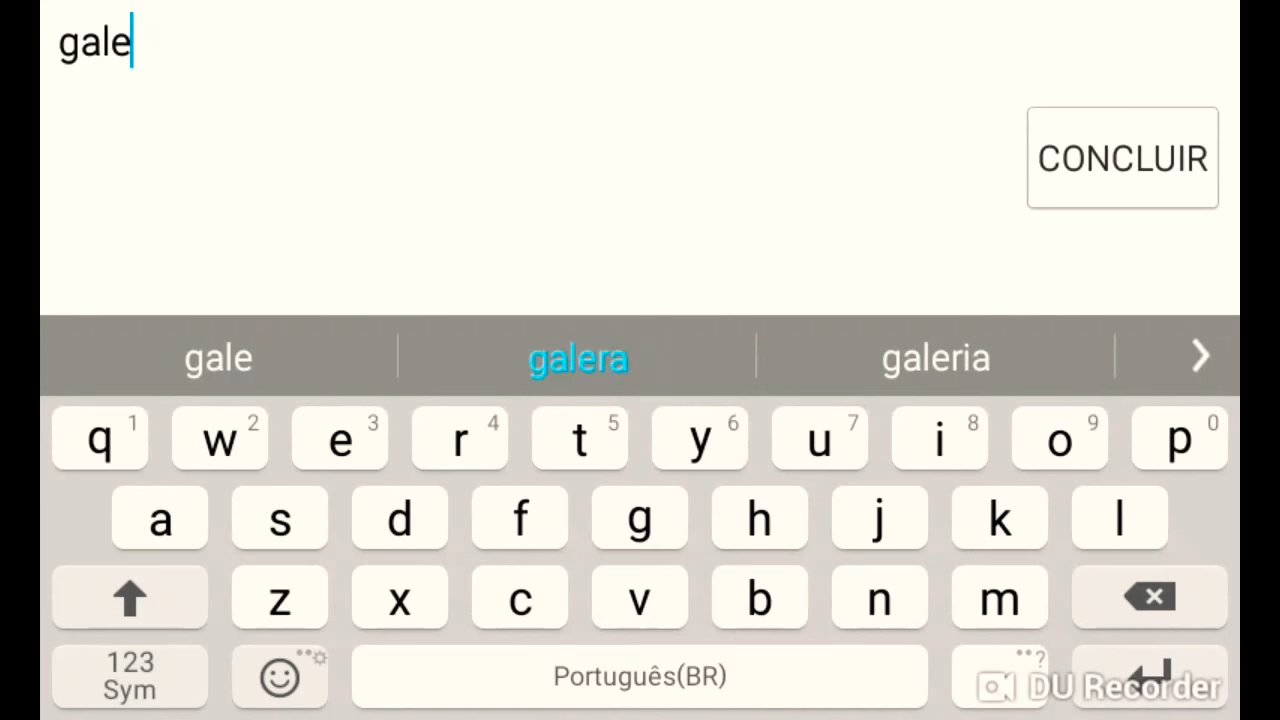 gale
CONCLUIR
gale galera galeria
q 1 w 2 e 3 r 4 t 5 y 6 u 7 i 8 o 9 p 0
a s d f g h j k l
z x c v b n m
123
Sym
Português(BR)
?
DU Recorder